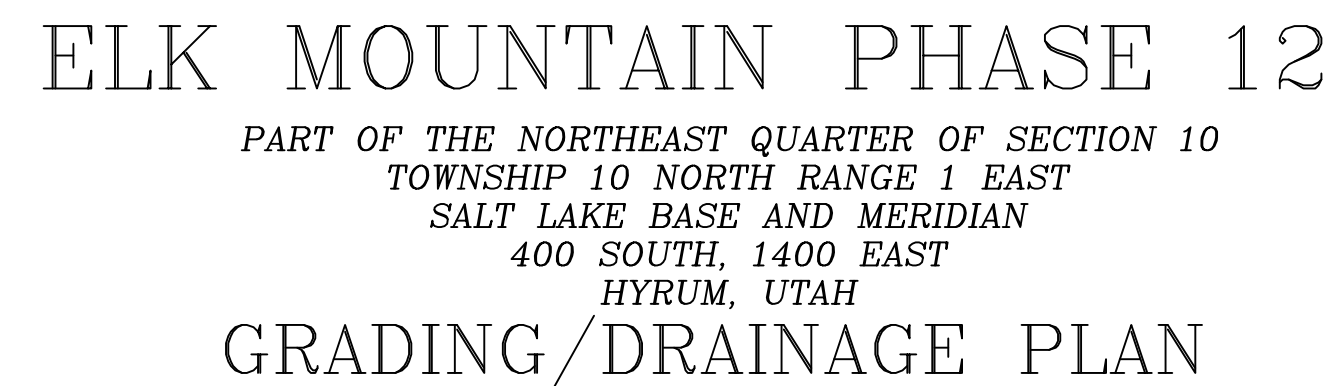 ELK MOUNTAIN PHASE 12
PART OF THE NORTHEAST QUARTER OF SECTION 10
TOWNSHIP 10 NORTH RANGE 1 EAST
SALT LAKE BASE AND MERIDIAN
400 SOUTH, 1400 EAST
HYRUM, UTAH
GRADING/DRAINAGE PLAN